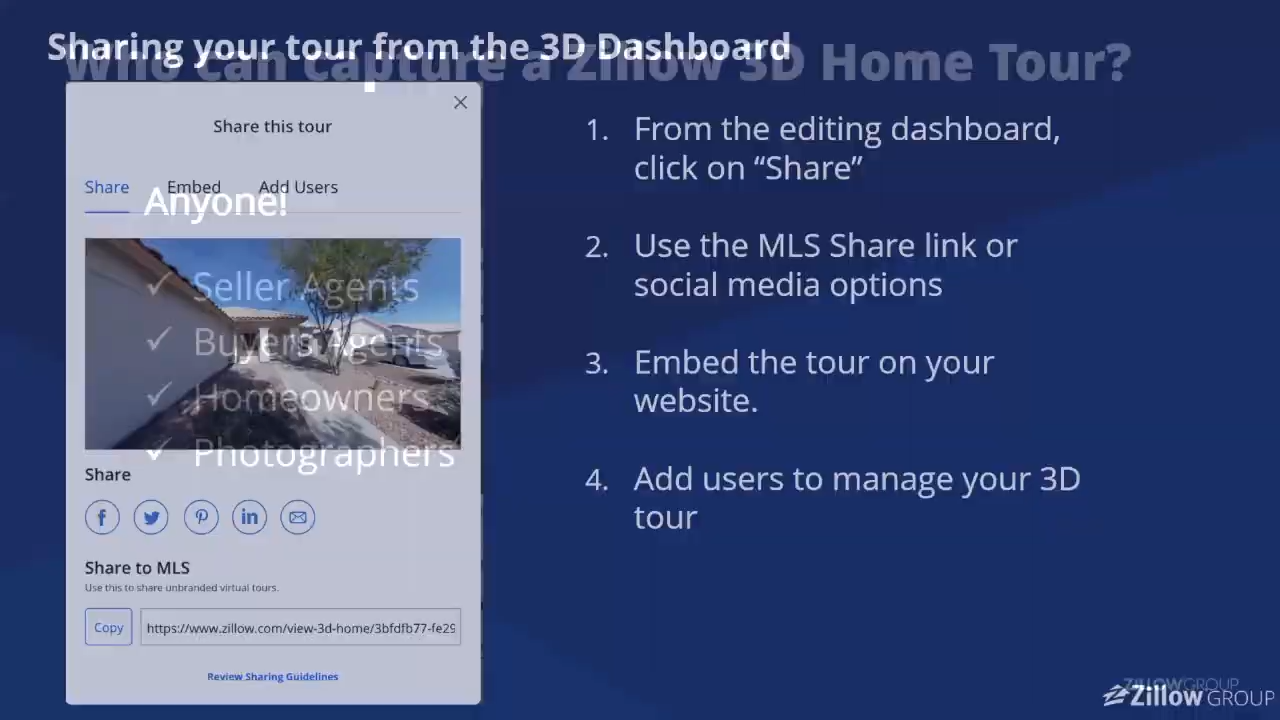 Sharing your tour from the 3D Dashboard
Who can capture a Zillow 3D Home Tour?
Share this tour
Share Embed Add Users
Anyone!
✓ Seller Agents
✓ Buyers Agents
✓ Homeowners
✓ Photographers
Share
Share to MLS
Use this to share unbranded virtual tours.
Copy https://www.zillow.com/view-3d-home/3bfdfb77-fe29
Review Sharing Guidelines
1. From the editing dashboard,
click on “Share”
2. Use the MLS Share link or
social media options
3. Embed the tour on your
website.
4. Add users to manage your 3D
tour
ZILLOWGROUP
Zillow GROUP